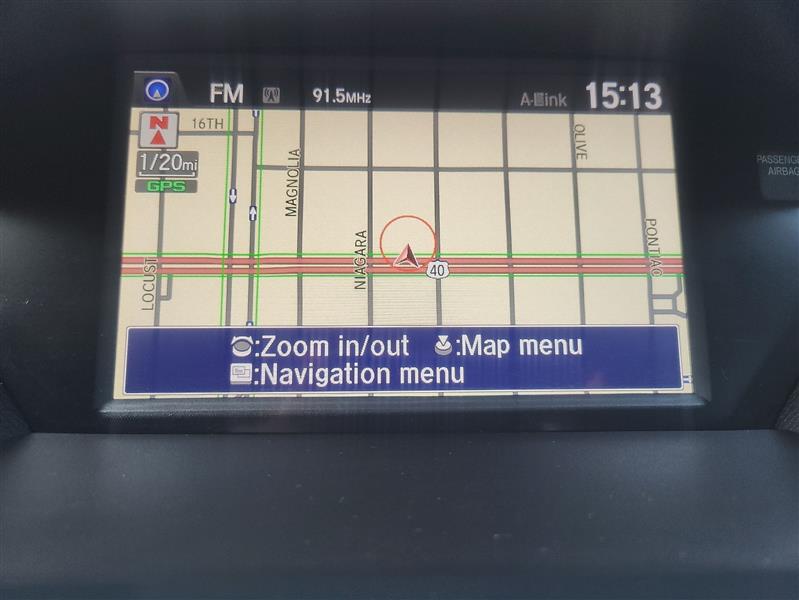 FM 91.5MHz A-Link 15:13
N
16TH
1/20mi
GPS
MAGNOLIA
OLIVE
NIAGARA
LOCUST
PONTIAC
40
:Zoom in/out :Map menu
:Navigation menu
PASSENGE
AIRBAG